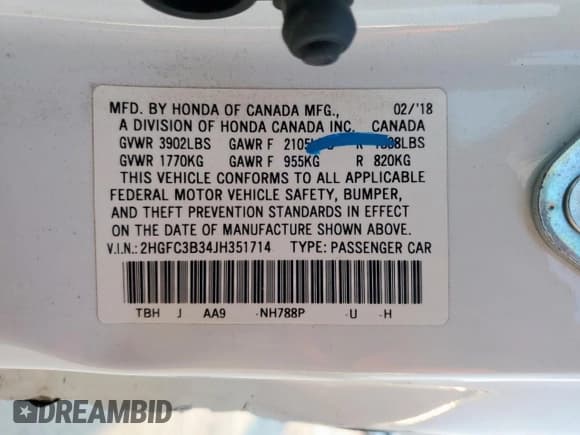 MFD. BY HONDA OF CANADA MFG., 02/'18
A DIVISION OF HONDA CANADA INC. CANADA
GVWR 3902LBS GAWR F 2105 R LBS
GVWR 1770KG GAWR F 955KG R 820KG
THIS VEHICLE CONFORMS TO ALL APPLICABLE
FEDERAL MOTOR VEHICLE SAFETY, BUMPER,
AND THEFT PREVENTION STANDARDS IN EFFECT
ON THE DATE OF MANUFACTURE SHOWN ABOVE.
V.I.N.: 2HGFC3B34JH351714 TYPE: PASSENGER CAR
TBH J AA9 -NH788P -U -H
DREAMBID